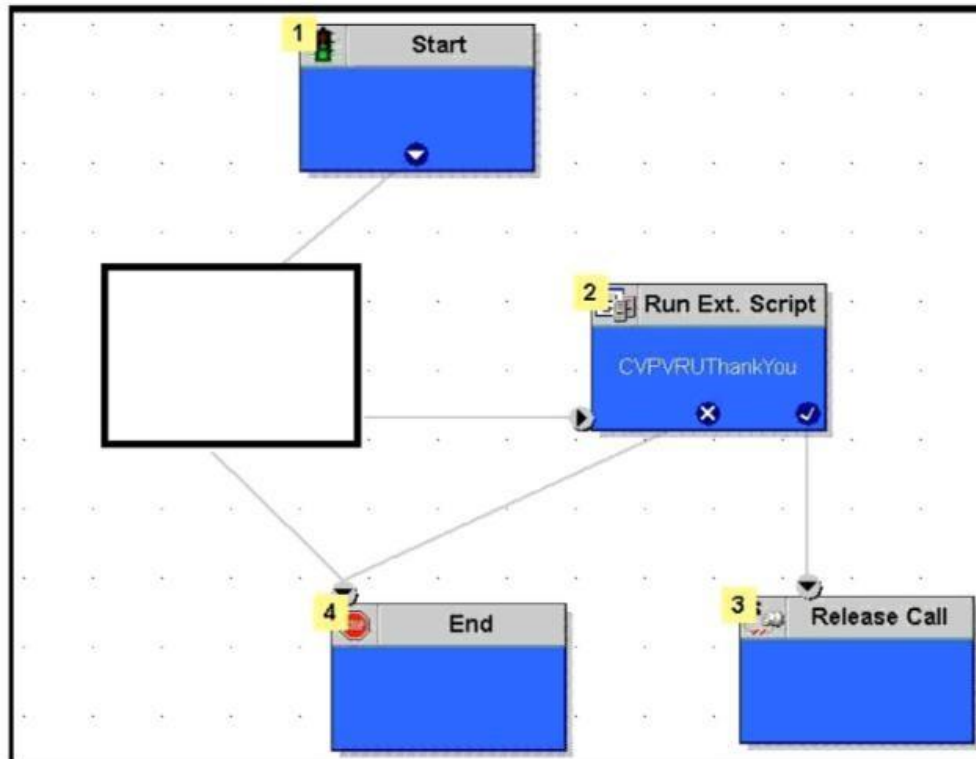 1
Start
2
Run Ext. Script
CVPVRUThankYou
4
End
3
Release Call